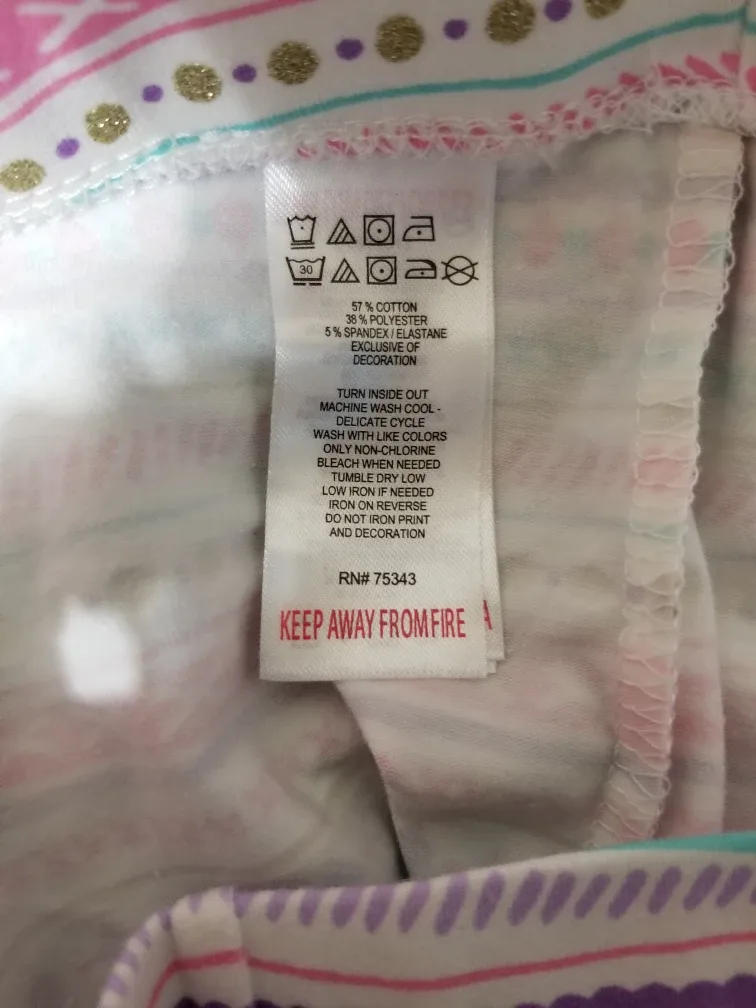 30
57 % COTTON
38 % POLYESTER
5 % SPANDEX / ELASTANE
EXCLUSIVE OF
DECORATION
TURN INSIDE OUT
MACHINE WASH COOL -
DELICATE CYCLE
WASH WITH LIKE COLORS
ONLY NON-CHLORINE
BLEACH WHEN NEEDED
TUMBLE DRY LOW
LOW IRON IF NEEDED
IRON ON REVERSE
DO NOT IRON PRINT
AND DECORATION
RN# 75343
KEEP AWAY FROM FIRE